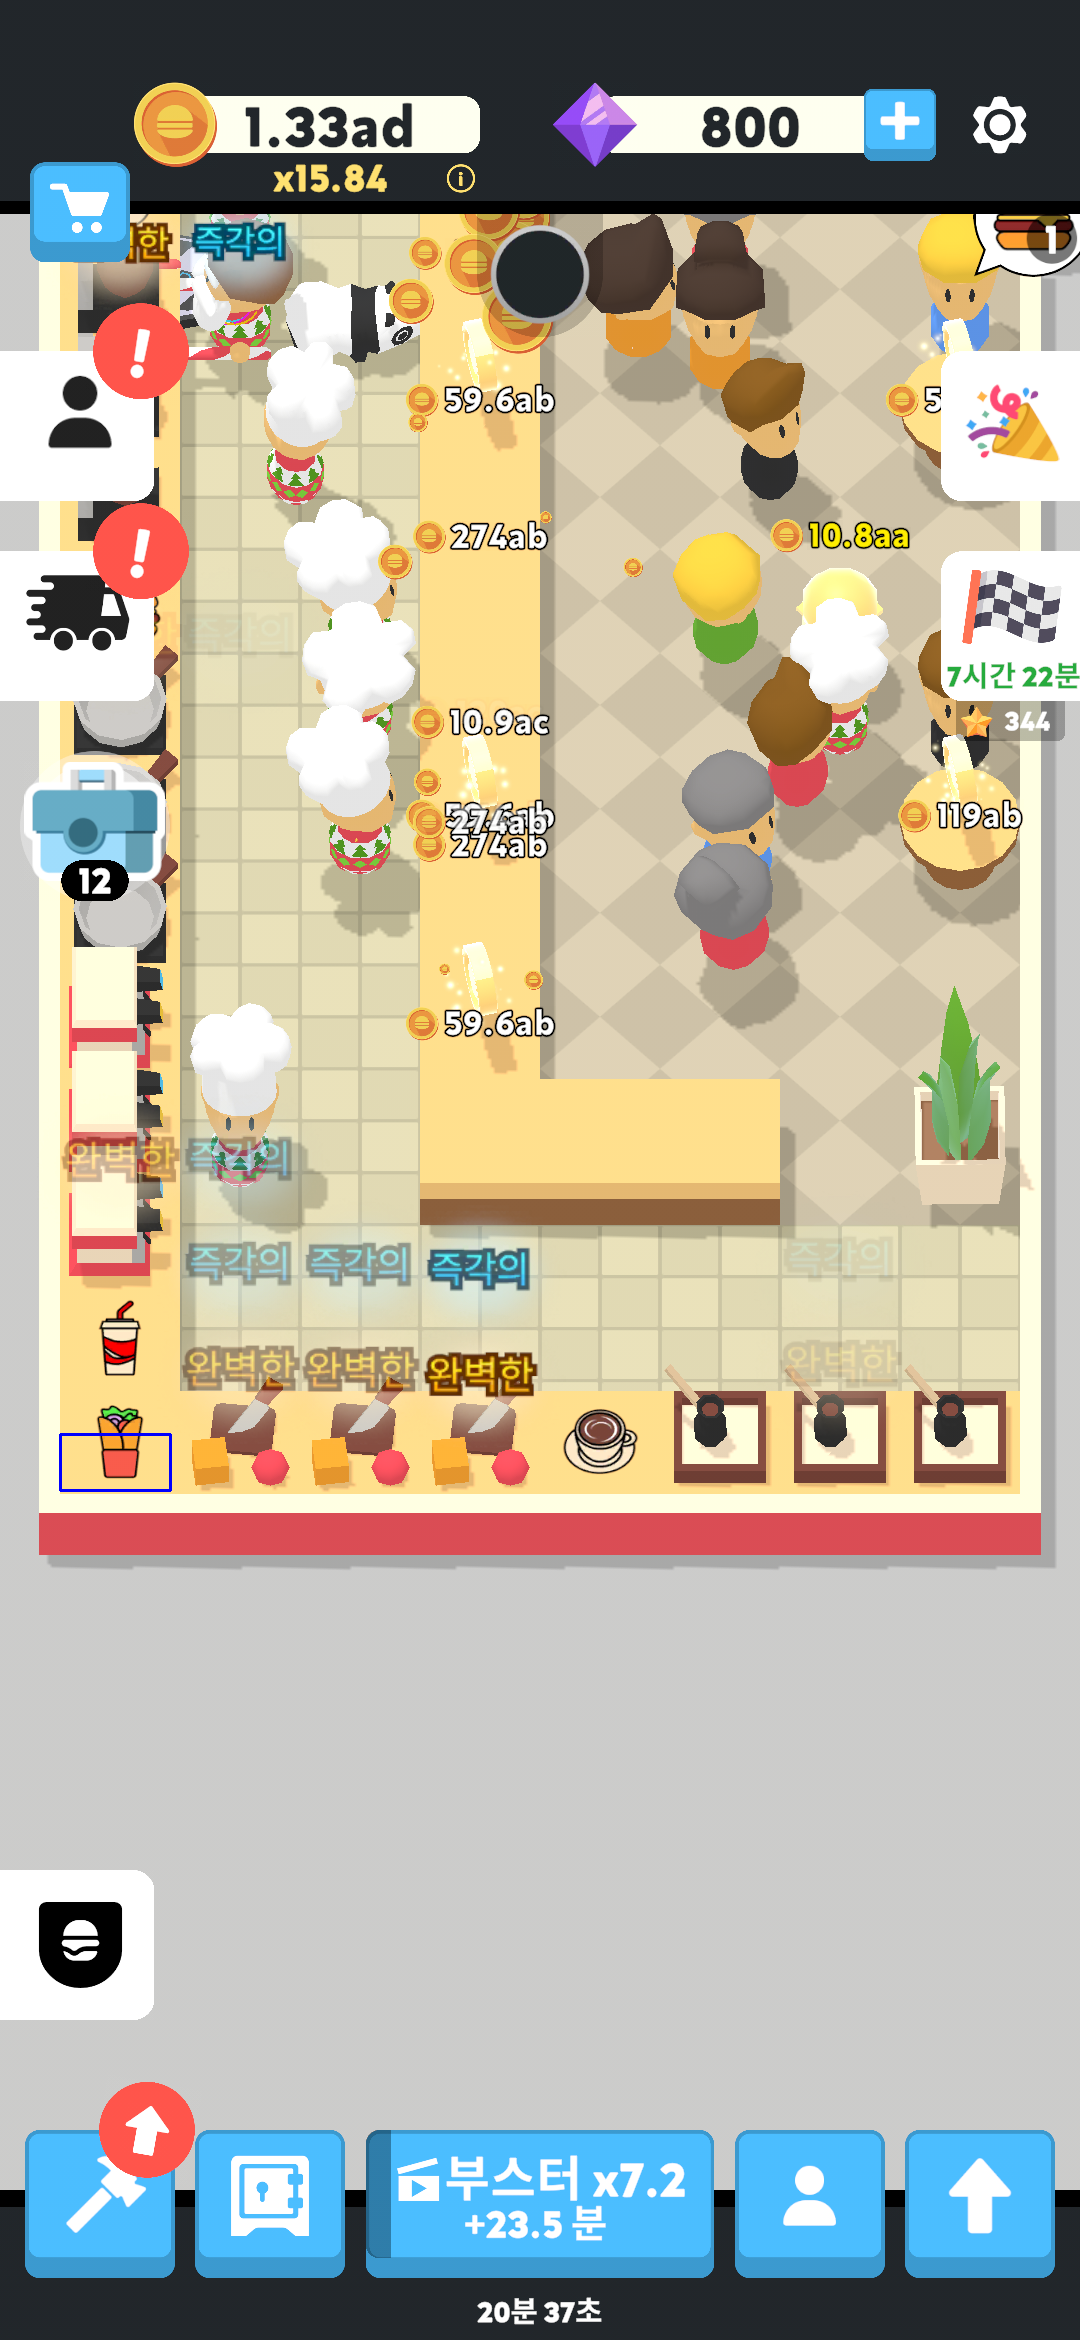 1.33ad
800
x15.84
한
즉각의
1
59.6ab
5
274ab
10.8aa
즉각의
7시간 22분
344
10.9ac
274ab
119ab
274ab
12
59.6ab
완벽한 즉각의
즉각의 즉각의 즉각의 즉각의
완벽한 완벽한 완벽한 완벽한
부스터 x7.2
+23.5 분
20분 37초